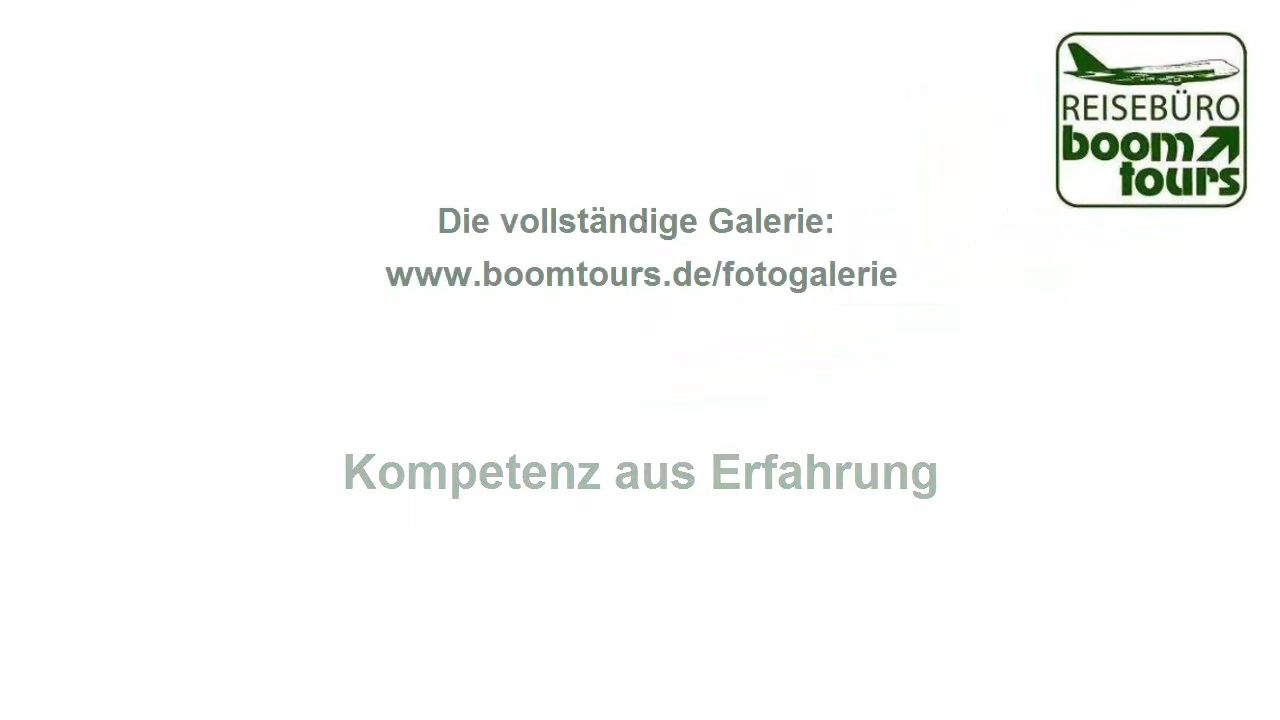 REISEBÜRO
boom
tours
Die vollständige Galerie:
www.boomtours.de/fotogalerie
Kompetenz aus Erfahrung